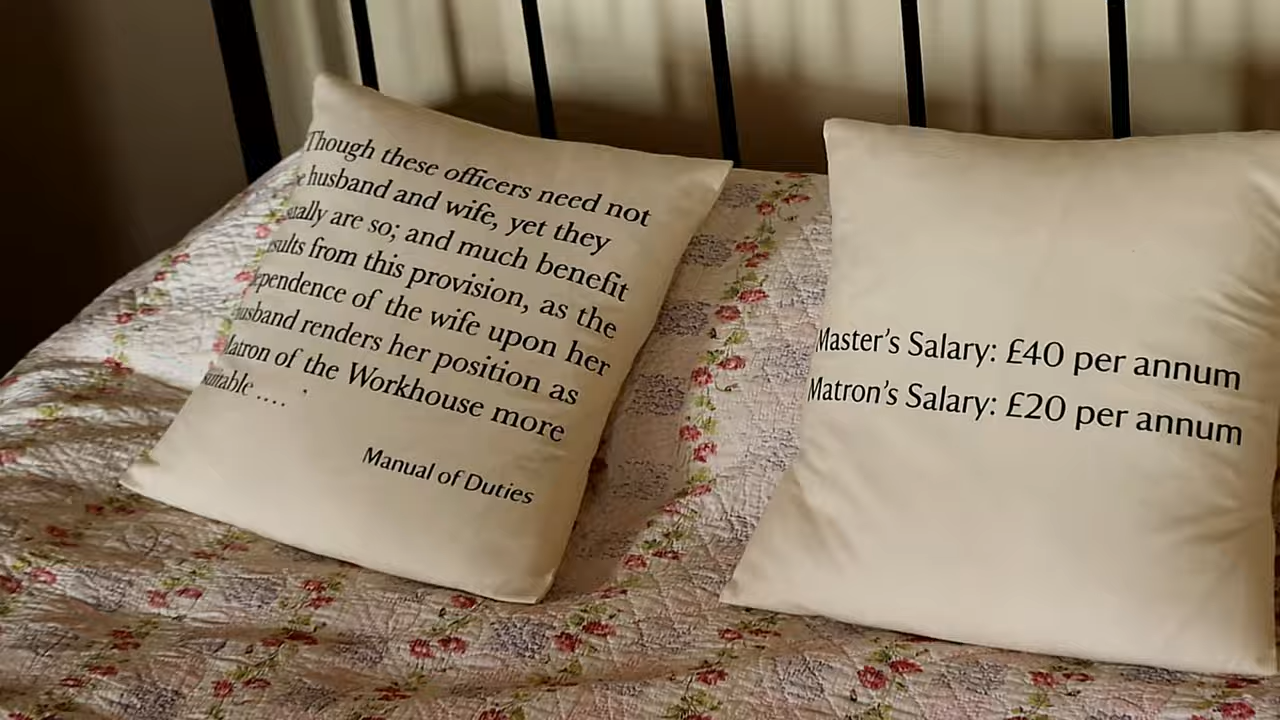 Though these officers need not
husband and wife, yet they
are so; and much benefit
from this provision, as the
of the wife upon her
renders her position as
of the Workhouse more
suitable ....
Manual of Duties
Master's Salary: £40 per annum
Matron's Salary: £20 per annum